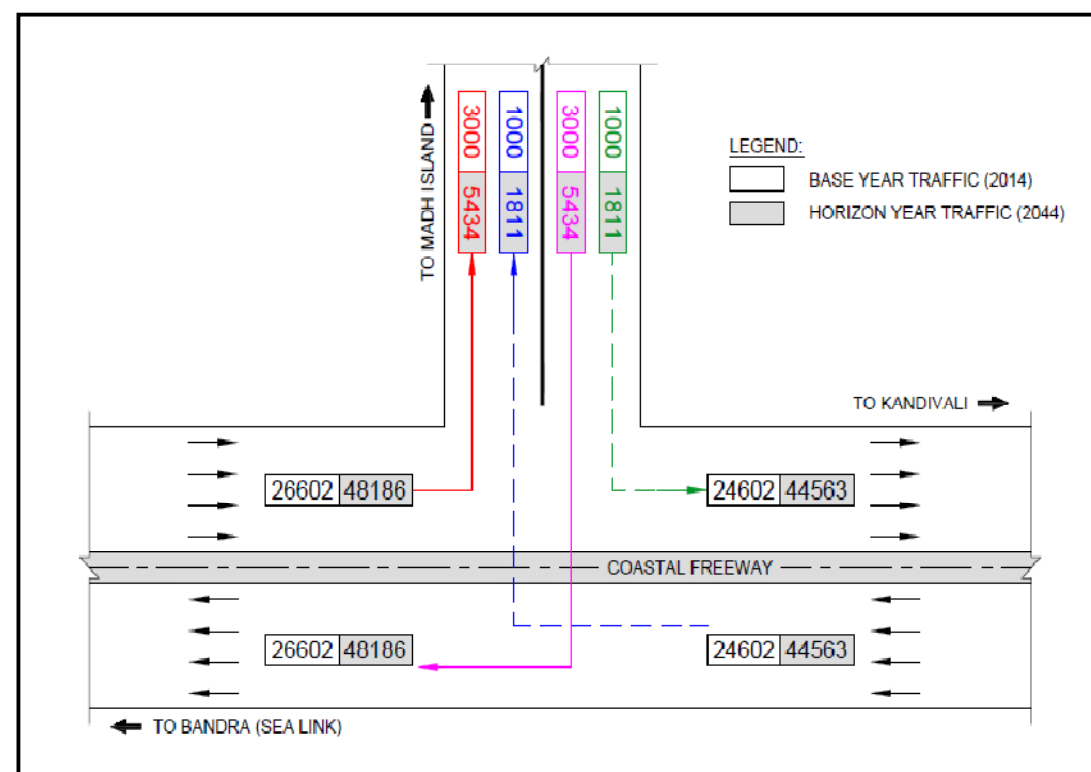 TO MADH ISLAND
3000 5434
1000 1811
3000 5434
1000 1811
LEGEND:
BASE YEAR TRAFFIC (2014)
HORIZON YEAR TRAFFIC (2044)
TO KANDIVALI
26602 48186
24602 44563
COASTAL FREEWAY
26602 48186
24602 44563
TO BANDRA (SEA LINK)